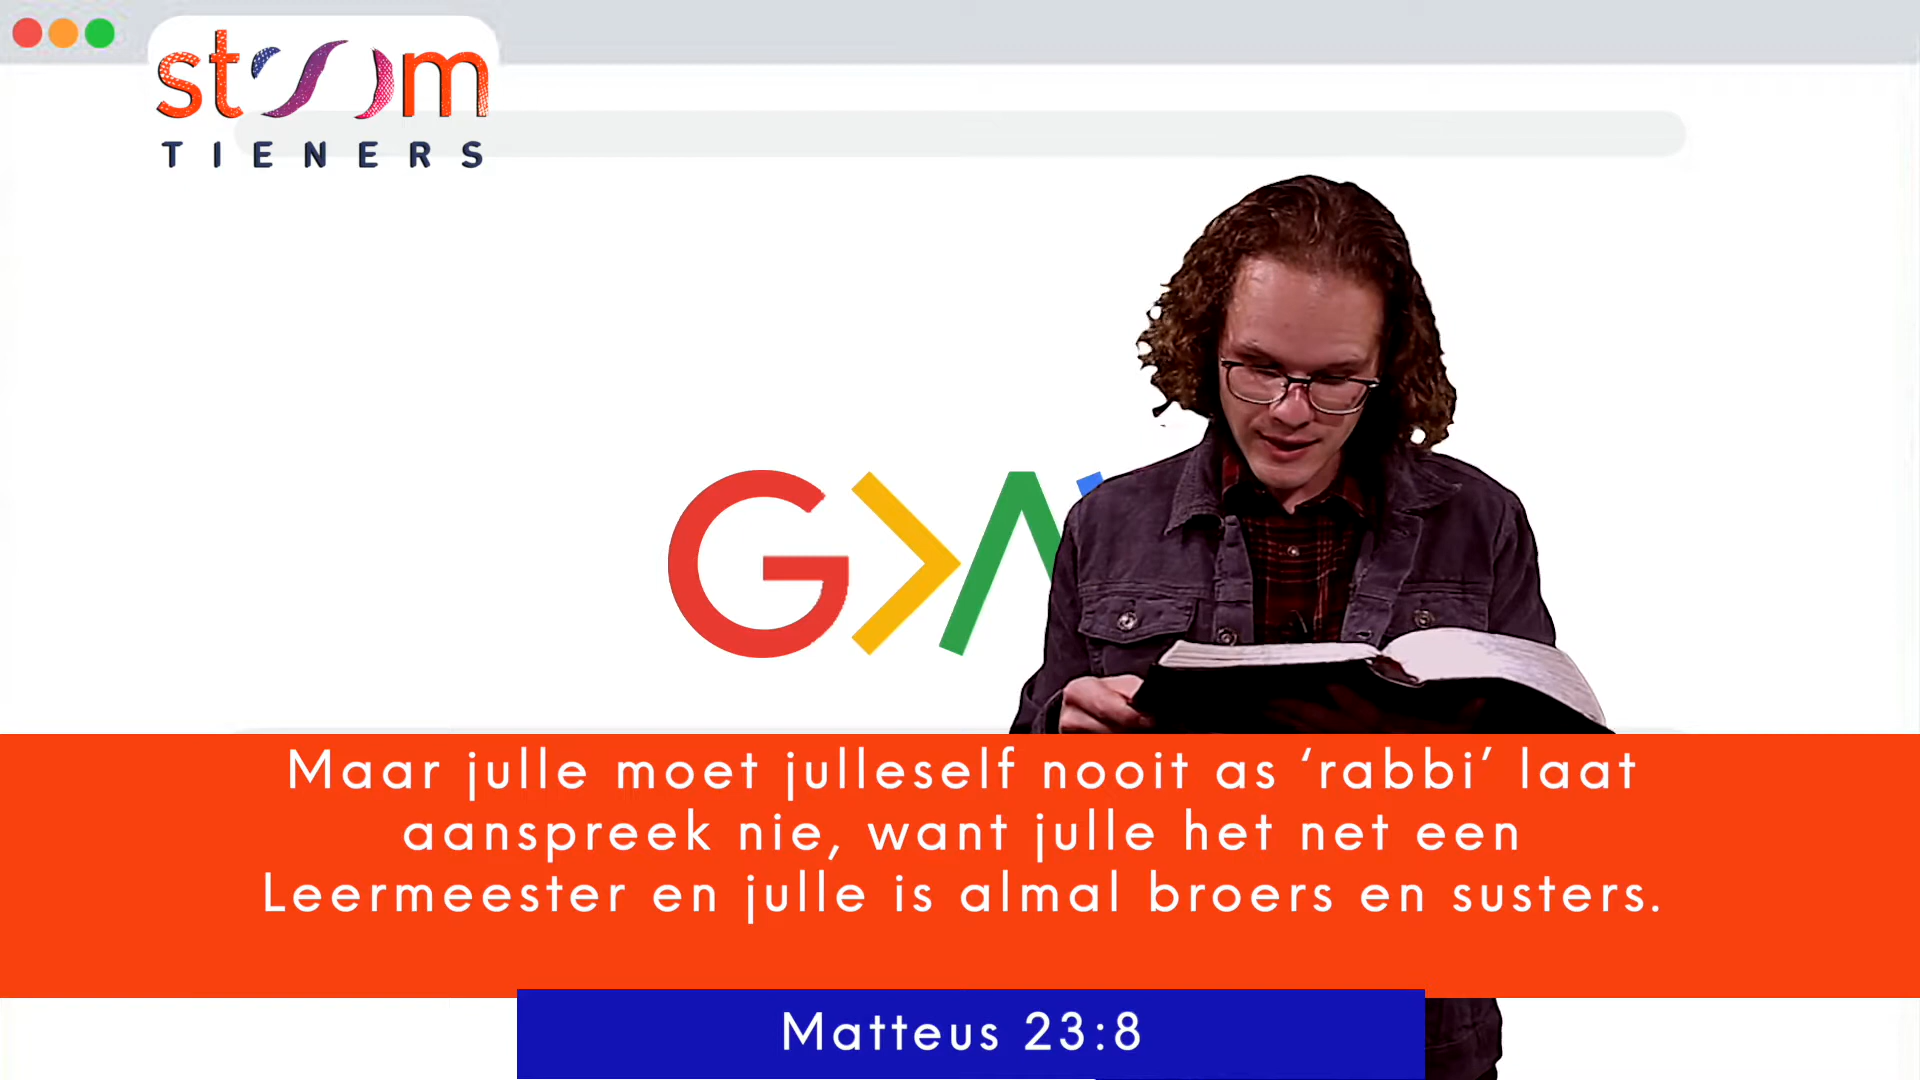 stoom
TIENERS
G>Λ
Maar julle moet julleself nooit as ‘rabbi’ laat
aanspreek nie, want julle het net een
Leermeester en julle is almal broers en susters.
Matteus 23:8